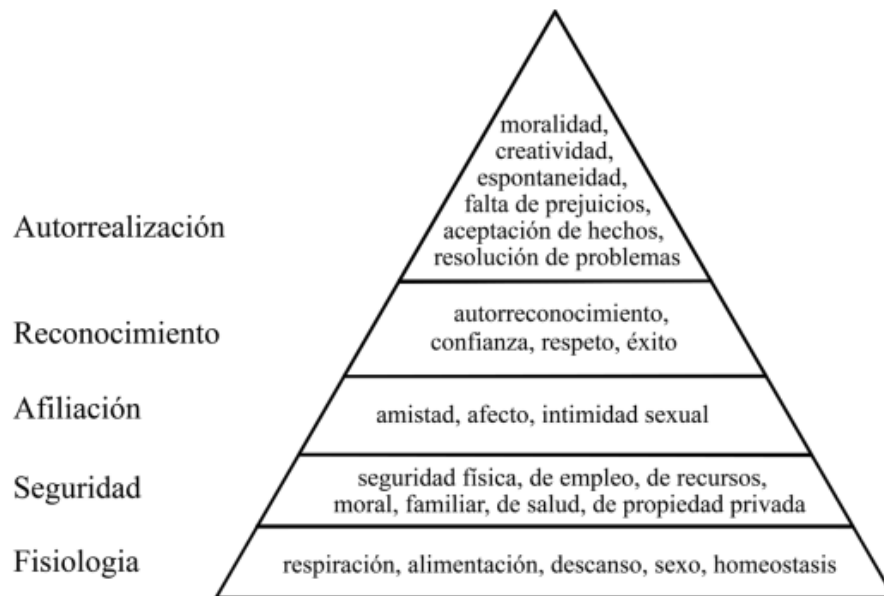 moralidad,
creatividad,
espontaneidad,
falta de prejuicios,
aceptación de hechos,
resolución de problemas
Autorrealización
autorreconocimiento,
confianza, respeto, éxito
Reconocimiento
amistad, afecto, intimidad sexual
Afiliación
seguridad física, de empleo, de recursos,
moral, familiar, de salud, de propiedad privada
Seguridad
respiración, alimentación, descanso, sexo, homeostasis
Fisiologia